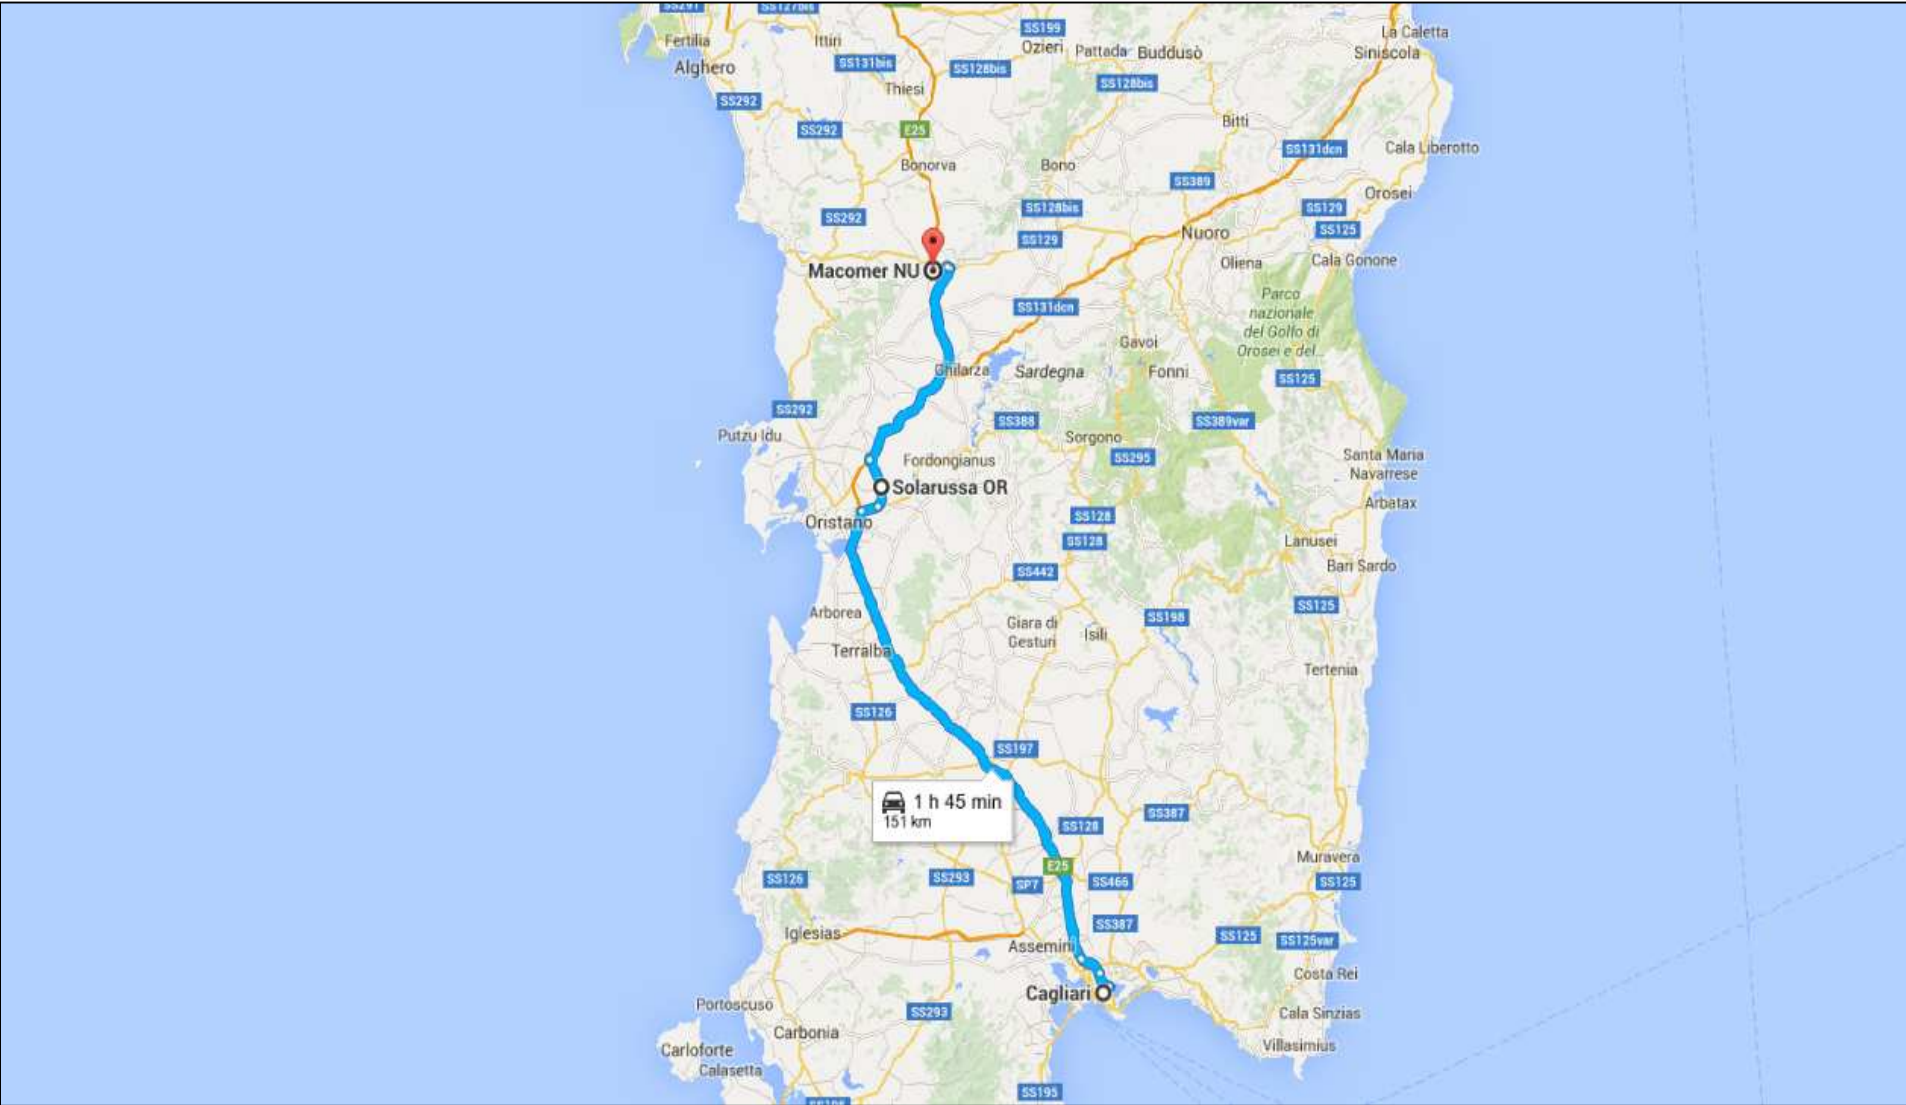 SS291
SS127bis
Fertilia
Ittiri
SS199
La Caletta
Ozieri
Pattada
Buddusò
Siniscola
Alghero
SS131bis
SS128bis
SS128bis
Thiesi
SS292
Bitti
SS292
E25
SS131dcn
Cala Liberotto
Bonorva
Bono
SS389
Orosei
SS292
SS128bis
SS129
SS129
Nuoro
SS125
Macomer NU
Oliena
Cala Gonone
Parco
nazionale
del Golfo di
Orosei e del...
SS131dcn
Gavoi
Ghilarza
Sardegna
Fonni
SS125
SS292
SS388
SS389var
Putzu Idu
Sorgono
Fordongianus
SS295
Santa Maria
Navarrese
Solarussa OR
Arbatax
Oristano
SS128
SS128
Lanusei
SS442
Bari Sardo
Arborea
Giara di
Gesturi
Isili
SS198
SS125
Terralba
Tertenia
SS126
SS197
1 h 45 min
151 km
SS387
SS128
E25
Muravera
SS126
SS293
SP7
SS466
SS125
SS387
Iglesias
Assemini
SS125
SS125var
Costa Rei
Cagliari
Portoscuso
SS293
Cala Sinzias
Carbonia
Villasimius
Carloforte
Calasetta
SS195